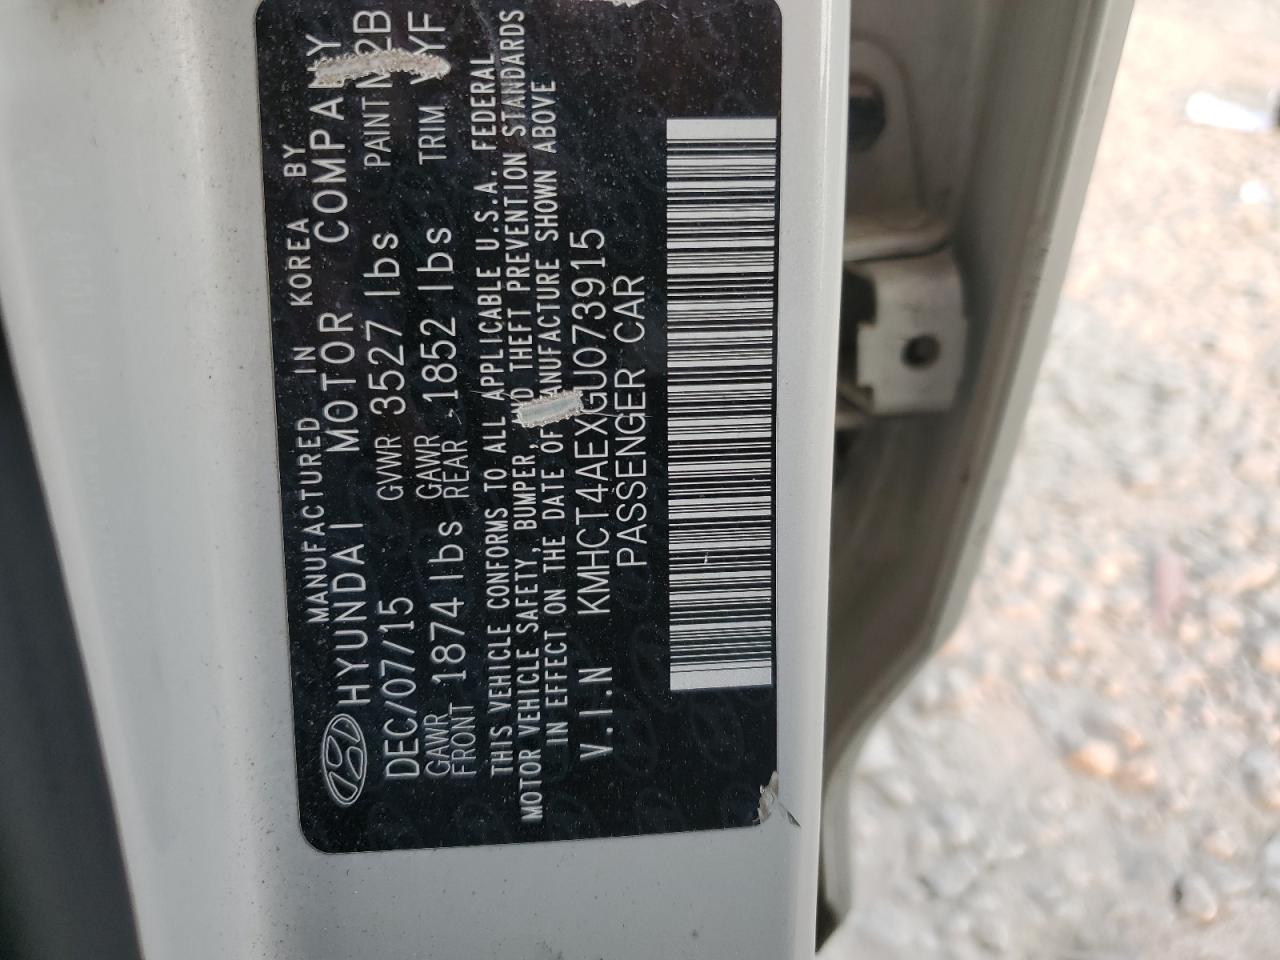 MANUFACTURED IN KOREA BY
HYUNDAI MOTOR COMPANY
DEC/07/15 GVWR 3527 lbs PAINT
GAWR FRONT 1874 lbs GAWR REAR 1852 lbs TRIM YF
THIS VEHICLE CONFORMS TO ALL APPLICABLE U.S.A. FEDERAL
MOTOR VEHICLE SAFETY, BUMPER, AND THEFT PREVENTION STANDARDS
IN EFFECT ON THE DATE OF MANUFACTURE SHOWN ABOVE
V.I.N KMHCT4AEXGU073915
PASSENGER CAR